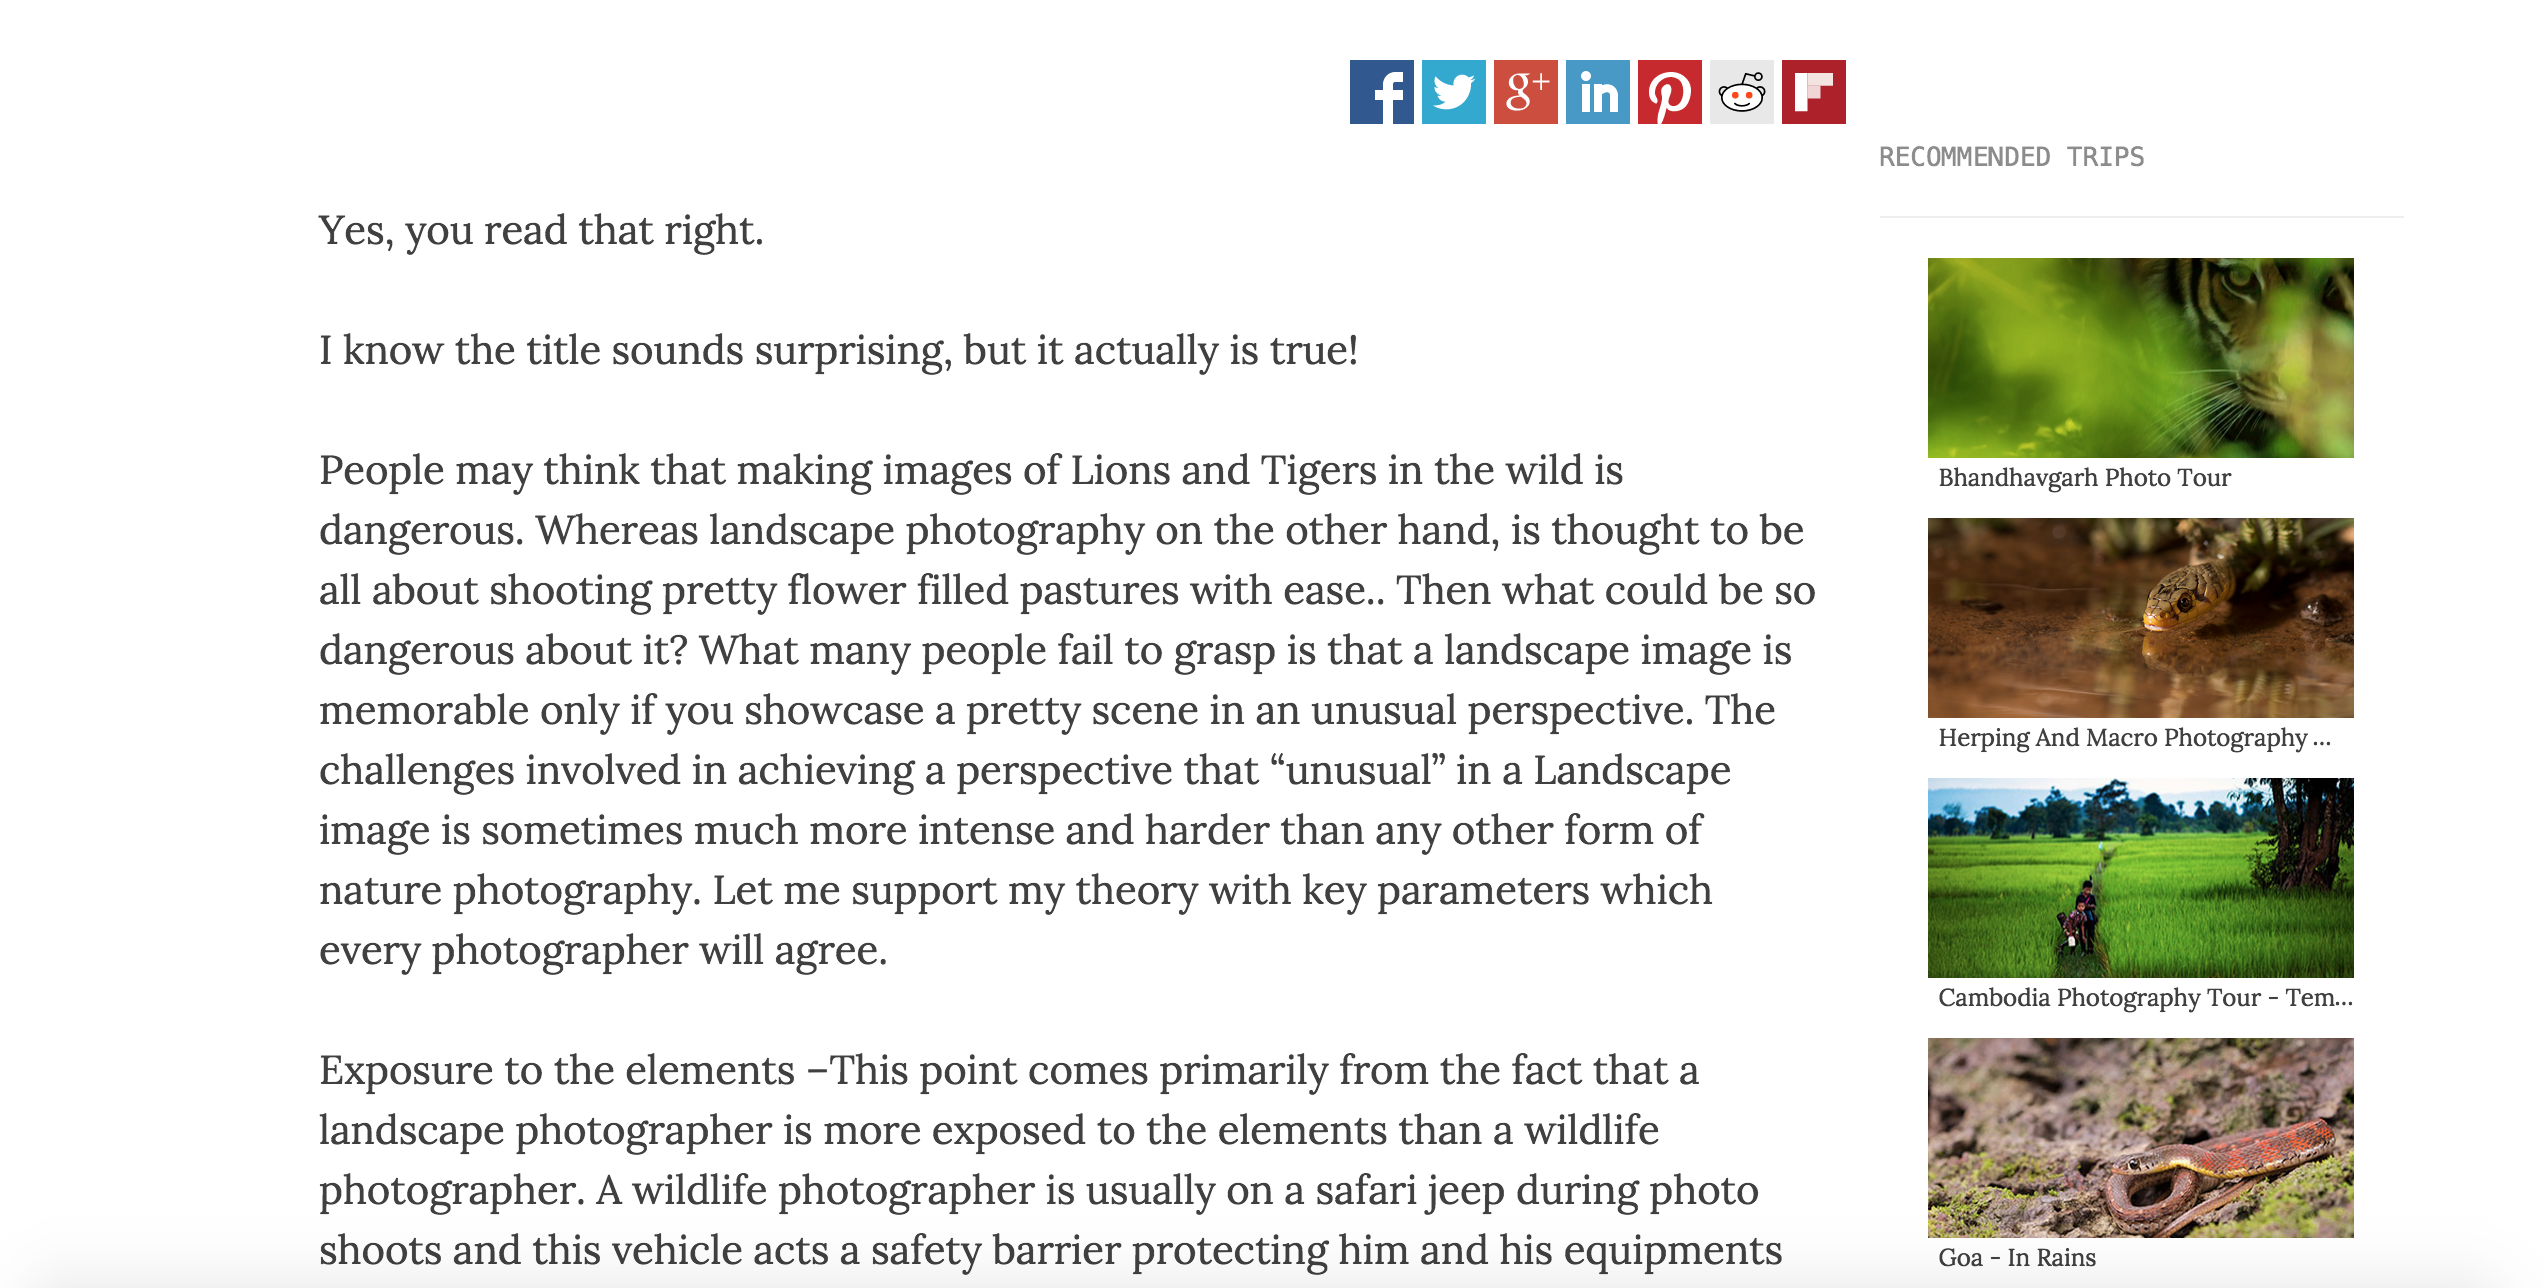 f
g+
in
RECOMMENDED TRIPS
Yes, you read that right.
I know the title sounds surprising, but it actually is true!
People may think that making images of Lions and Tigers in the wild is
dangerous. Whereas landscape photography on the other hand, is thought to be
all about shooting pretty flower filled pastures with ease.. Then what could be so
dangerous about it? What many people fail to grasp is that a landscape image is
memorable only if you showcase a pretty scene in an unusual perspective. The
challenges involved in achieving a perspective that “unusual” in a Landscape
image is sometimes much more intense and harder than any other form of
nature photography. Let me support my theory with key parameters which
every photographer will agree.
Exposure to the elements –This point comes primarily from the fact that a
landscape photographer is more exposed to the elements than a wildlife
photographer. A wildlife photographer is usually on a safari jeep during photo
shoots and this vehicle acts a safety barrier protecting him and his equipments
Bhandhavgarh Photo Tour
Herping And Macro Photography ...
Cambodia Photography Tour - Tem...
Goa - In Rains